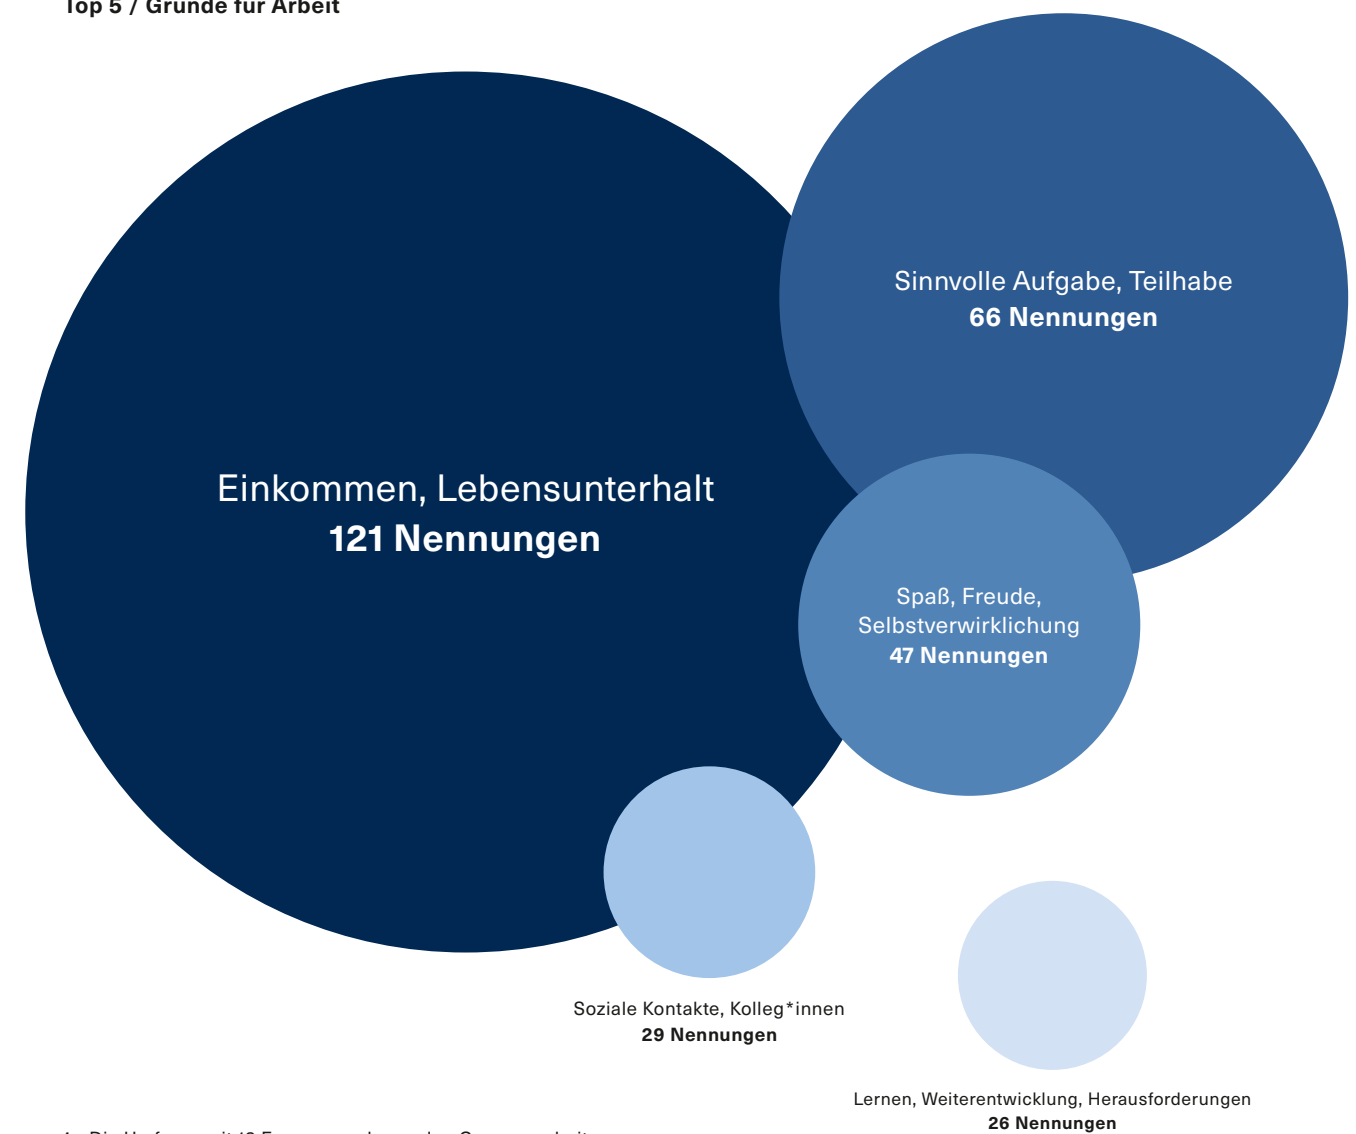 Top 5 / Gründe für Arbeit
Sinnvolle Aufgabe, Teilhabe
66 Nennungen
Einkommen, Lebensunterhalt
121 Nennungen
Spaß, Freude,
Selbstverwirklichung
47 Nennungen
Soziale Kontakte, Kolleg*innen
29 Nennungen
Lernen, Weiterentwicklung, Herausforderungen
26 Nennungen